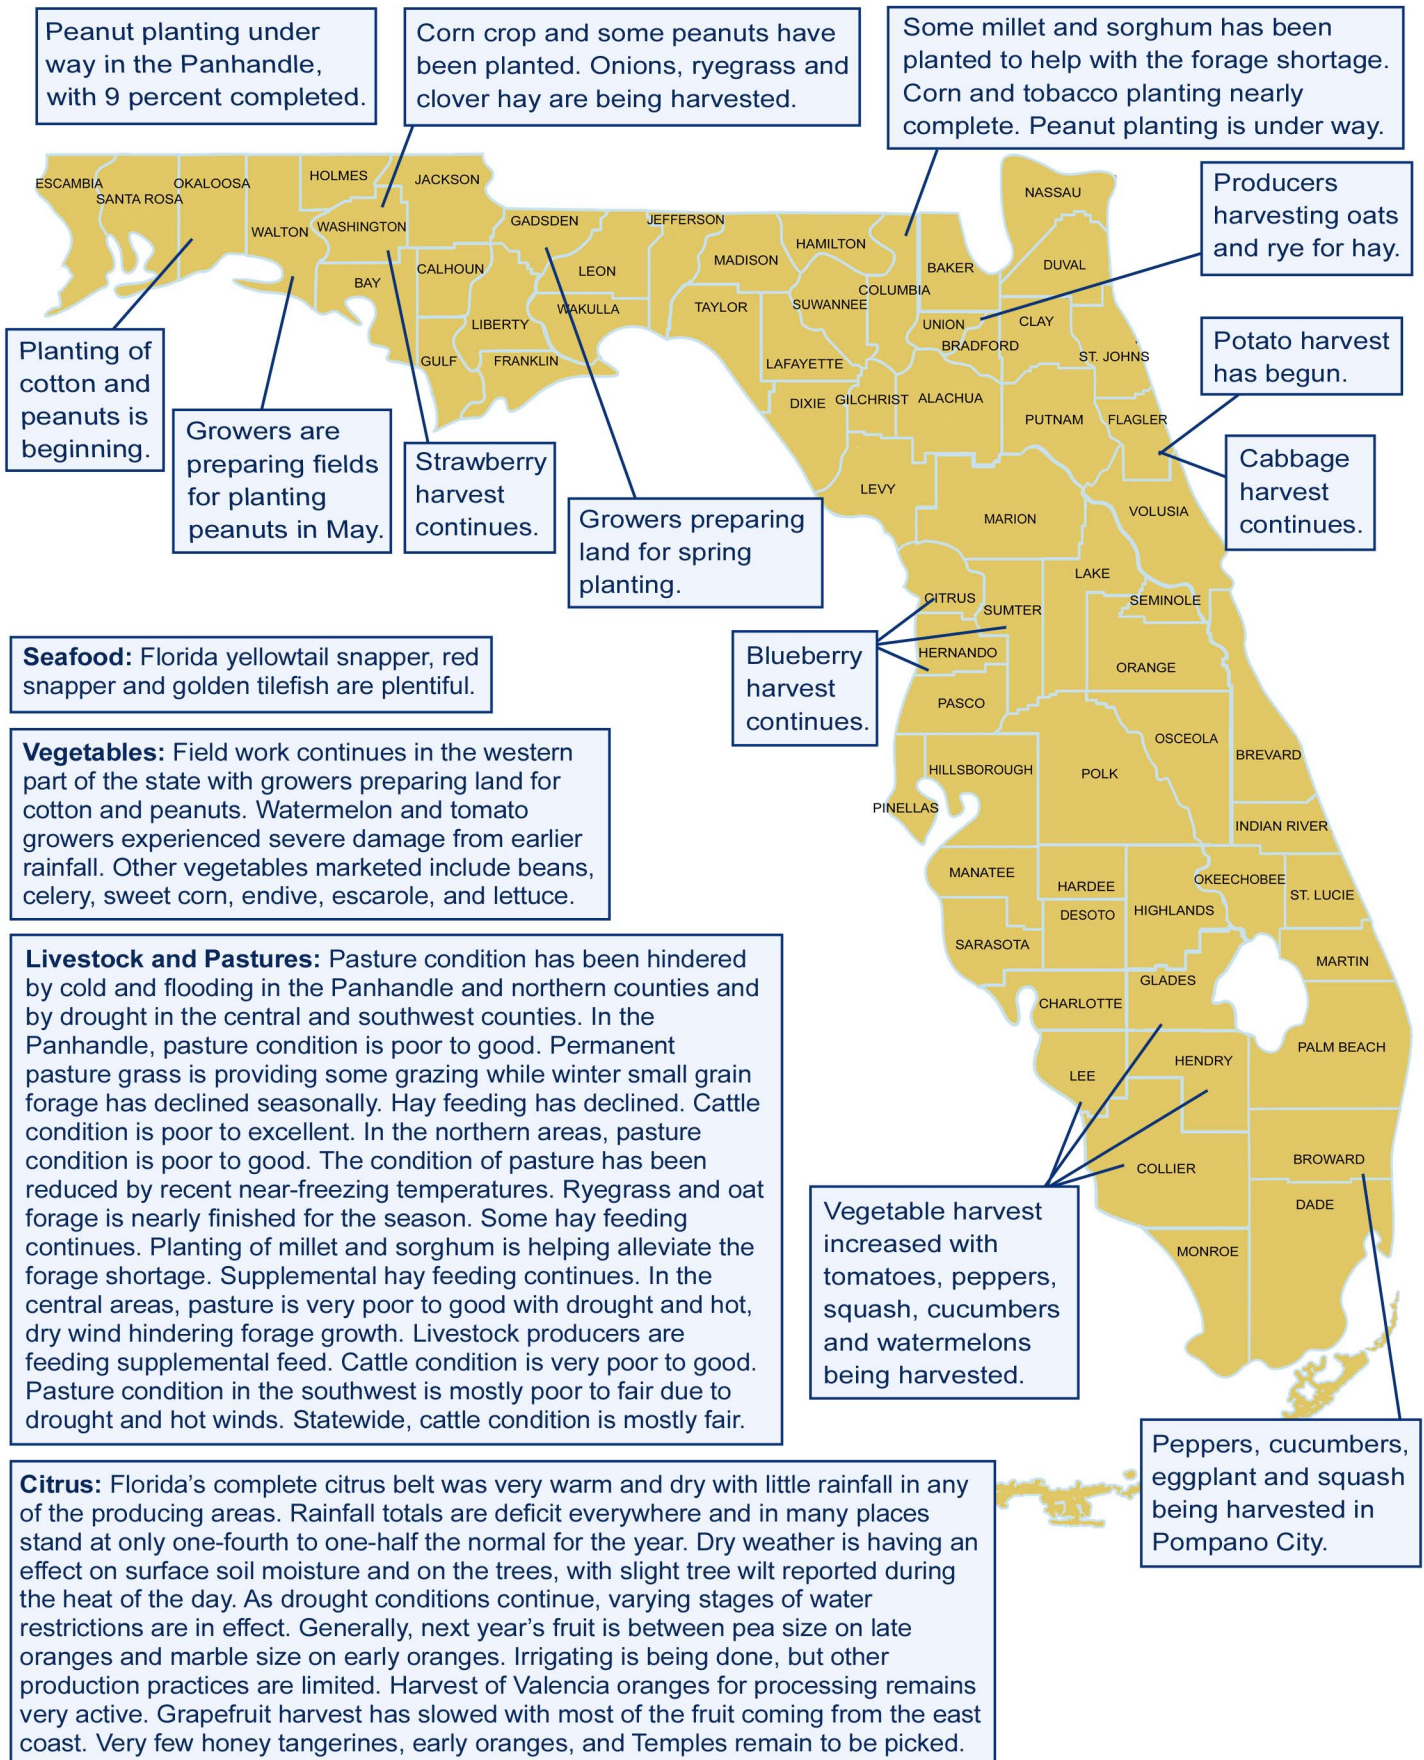 Peanut planting under
way in the Panhandle,
with 9 percent completed.
Corn crop and some peanuts have
been planted. Onions, ryegrass and
clover hay are being harvested.
Some millet and sorghum has been
planted to help with the forage shortage.
Corn and tobacco planting nearly
complete. Peanut planting is under way.
Producers
harvesting oats
and rye for hay.
Potato harvest
has begun.
Cabbage
harvest
continues.
Planting of
cotton and
peanuts is
beginning.
Growers are
preparing fields
for planting
peanuts in May.
Strawberry
harvest
continues.
Growers preparing
land for spring
planting.
Blueberry
harvest
continues.
ESCAMBIA
SANTA ROSA
OKALOOSA
WALTON
HOLMES
WASHINGTON
JACKSON
BAY
CALHOUN
GULF
LIBERTY
FRANKLIN
GADSDEN
LEON
WAKULLA
JEFFERSON
MADISON
TAYLOR
HAMILTON
SUWANNEE
LAFAYETTE
DIXIE
COLUMBIA
GILCHRIST
BAKER
UNION
BRADFORD
ALACHUA
NASSAU
DUVAL
CLAY
ST. JOHNS
PUTNAM
FLAGLER
LEVY
MARION
VOLUSIA
CITRUS
SUMTER
LAKE
SEMINOLE
HERNANDO
ORANGE
PASCO
OSCEOLA
BREVARD
HILLSBOROUGH
POLK
PINELLAS
INDIAN RIVER
MANATEE
HARDEE
OKEECHOBEE
ST. LUCIE
DESOTO
HIGHLANDS
SARASOTA
MARTIN
GLADES
CHARLOTTE
PALM BEACH
HENDRY
LEE
BROWARD
COLLIER
DADE
MONROE
Seafood: Florida yellowtail snapper, red
snapper and golden tilefish are plentiful.
Vegetables: Field work continues in the western
part of the state with growers preparing land for
cotton and peanuts. Watermelon and tomato
growers experienced severe damage from earlier
rainfall. Other vegetables marketed include beans,
celery, sweet corn, endive, escarole, and lettuce.
Livestock and Pastures: Pasture condition has been hindered
by cold and flooding in the Panhandle and northern counties and
by drought in the central and southwest counties. In the
Panhandle, pasture condition is poor to good. Permanent
pasture grass is providing some grazing while winter small grain
forage has declined seasonally. Hay feeding has declined. Cattle
condition is poor to excellent. In the northern areas, pasture
condition is poor to good. The condition of pasture has been
reduced by recent near-freezing temperatures. Ryegrass and oat
forage is nearly finished for the season. Some hay feeding
continues. Planting of millet and sorghum is helping alleviate the
forage shortage. Supplemental hay feeding continues. In the
central areas, pasture is very poor to good with drought and hot,
dry wind hindering forage growth. Livestock producers are
feeding supplemental feed. Cattle condition is very poor to good.
Pasture condition in the southwest is mostly poor to fair due to
drought and hot winds. Statewide, cattle condition is mostly fair.
Vegetable harvest
increased with
tomatoes, peppers,
squash, cucumbers
and watermelons
being harvested.
Peppers, cucumbers,
eggplant and squash
being harvested in
Pompano City.
Citrus: Florida’s complete citrus belt was very warm and dry with little rainfall in any
of the producing areas. Rainfall totals are deficit everywhere and in many places
stand at only one-fourth to one-half the normal for the year. Dry weather is having an
effect on surface soil moisture and on the trees, with slight tree wilt reported during
the heat of the day. As drought conditions continue, varying stages of water
restrictions are in effect. Generally, next year’s fruit is between pea size on late
oranges and marble size on early oranges. Irrigating is being done, but other
production practices are limited. Harvest of Valencia oranges for processing remains
very active. Grapefruit harvest has slowed with most of the fruit coming from the east
coast. Very few honey tangerines, early oranges, and Temples remain to be picked.